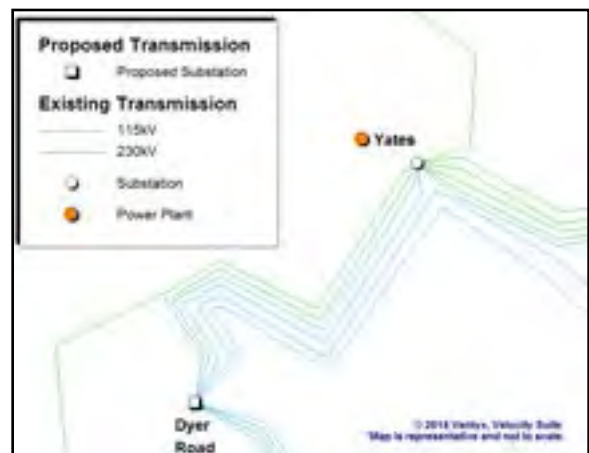 Proposed Transmission
Proposed Substation
Existing Transmission
115kV
230kV
Substation
Power Plant
Yates
Dyer
Road
© 2014 Ventyx, Velocity Suite
*Map is representative and not to scale.